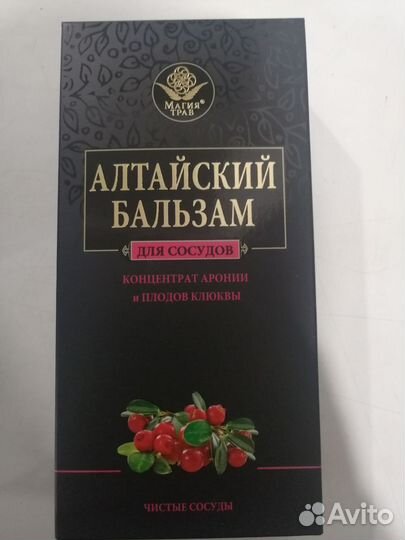 Магия®
трав
АЛТАЙСКИЙ
БАЛЬЗАМ
ДЛЯ СОСУДОВ
КОНЦЕНТРАТ АРОНИИ
и ПЛОДОВ КЛЮКВЫ
ЧИСТЫЕ СОСУДЫ
Avito